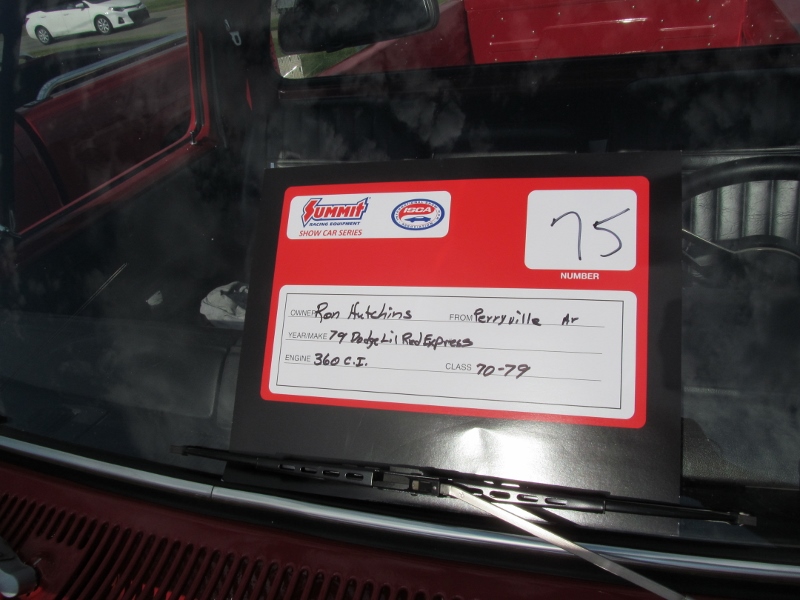 SUMMIT
RACING EQUIPMENT
SHOW CAR SERIES
ISCA
75
NUMBER
OWNER Ron Hutchins FROM Perryville Ar
YEAR/MAKE 79 Dodge Lil Red Express
ENGINE 360 C.I. CLASS 70-79